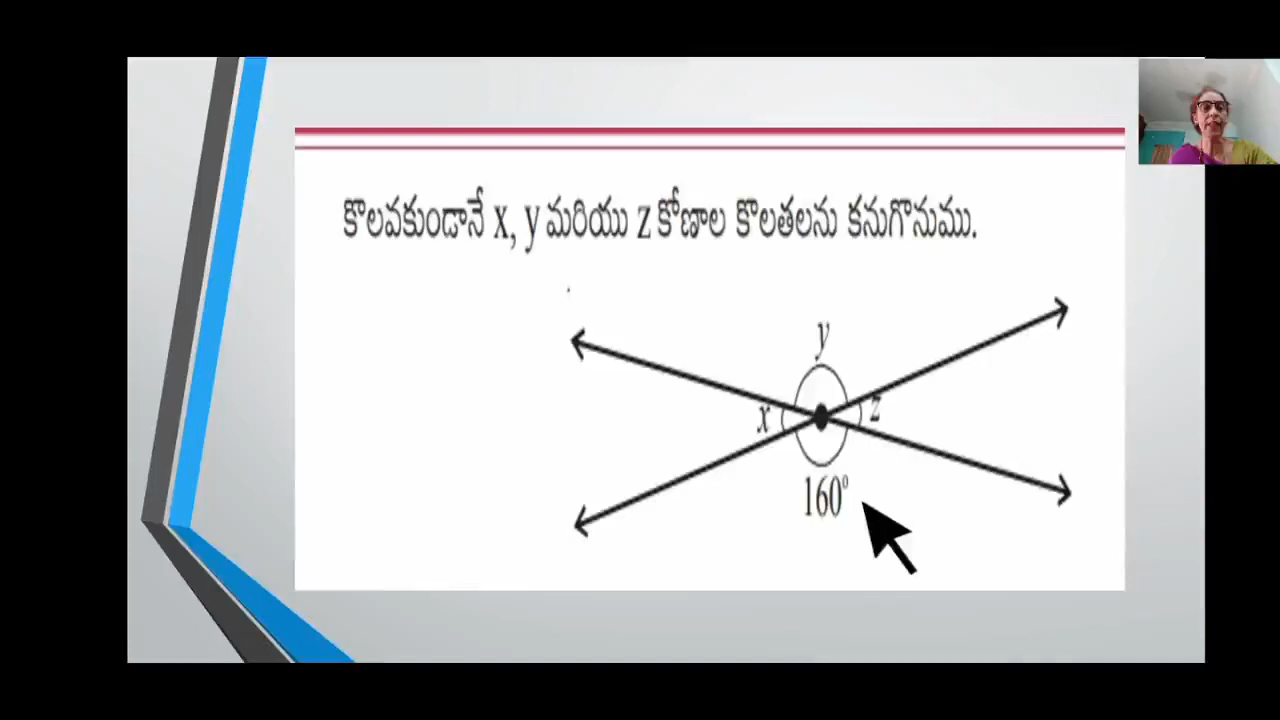 కొలవకుండానే x, y మరియు z కోణాల కొలతలను కనుగొనుము.
y
x
z
160°